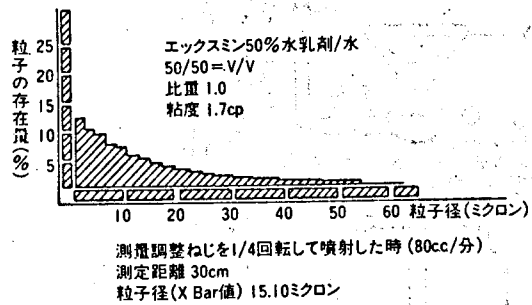 粒子の存在量(%)
25
20
15
10
5
エックスミン50%水乳剤/水
50/50=V/V
比重 1.0
粘度 1.7cp
10 20 30 40 50 60 粒子径(ミクロン)
測量調整ねじを1/4回転して噴射した時(80cc/分)
測定距離 30cm
粒子径(X Bar値) 15.10ミクロン